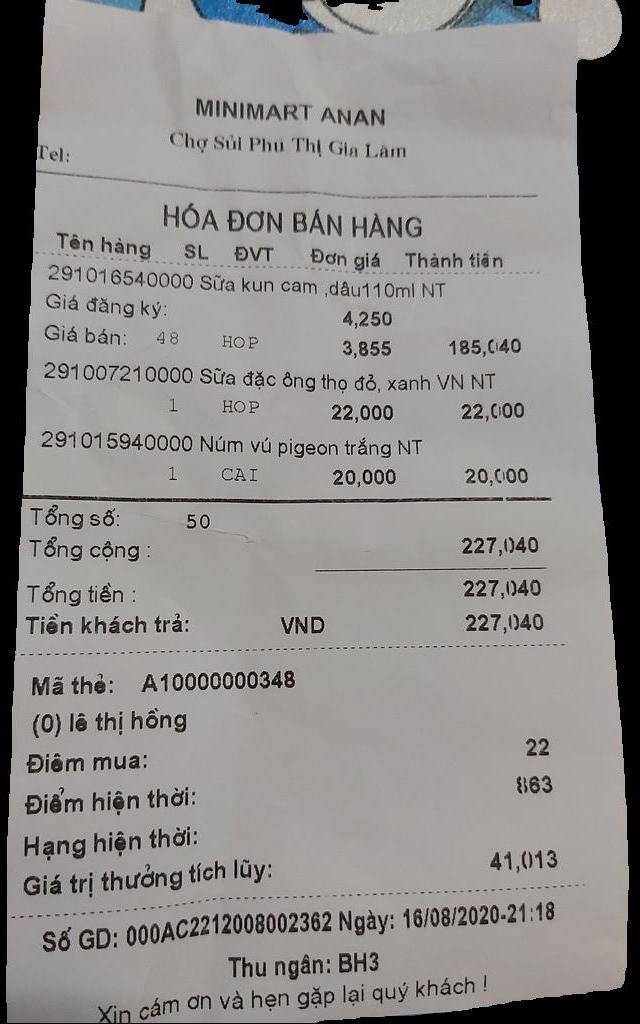 MINIMART ANAN
Chợ Sủi Phú Thị Gia Lâm
Tel:
HÓA ĐƠN BÁN HÀNG
Tên hàng SL ĐVT Đơn giá Thành tiền
291016540000 Sữa kun cam ,dâu110ml NT
Giá đăng ký: 4,250
Giá bán: 48 HOP 3,855 185,040
291007210000 Sữa đặc ông thọ đỏ, xanh VN NT
1 HOP 22,000 22,000
291015940000 Núm vú pigeon trắng NT
1 CAI 20,000 20,000
Tổng số: 50
Tổng cộng : 227,040
Tổng tiền : 227,040
Tiền khách trả: VND 227,040
Mã thẻ: A10000000348
(0) lê thị hồng
Điểm mua: 22
Điểm hiện thời: 863
Hạng hiện thời:
Giá trị thưởng tích lũy: 41,013
Số GD: 000AC2212008002362 Ngày: 16/08/2020-21:18
Thu ngân: BH3
Xin cám ơn và hẹn gặp lại quý khách !